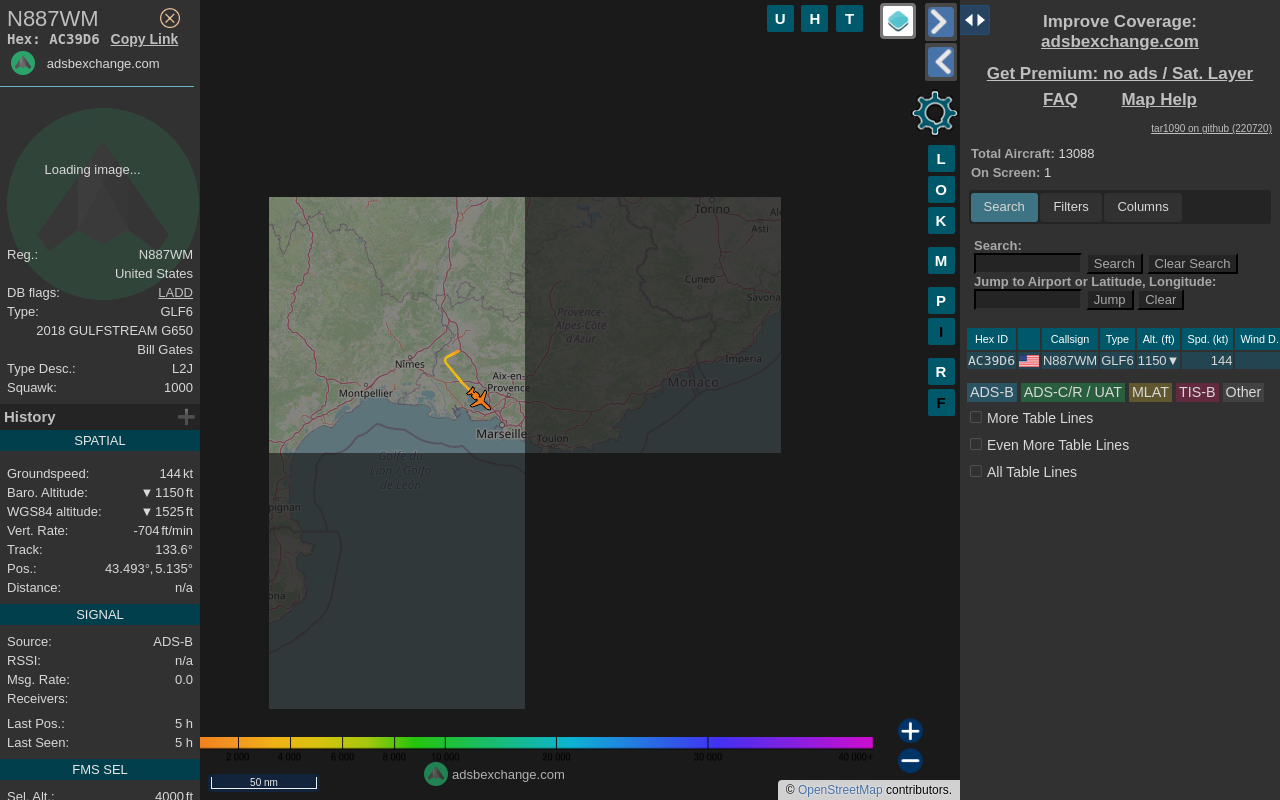 N887WM
Hex: AC39D6 Copy Link
adsbexchange.com
Loading image...
Reg.: N887WM
United States
DB flags: LADD
Type: GLF6
2018 GULFSTREAM G650
Bill Gates
Type Desc.: L2J
Squawk: 1000
History
SPATIAL
Groundspeed: 144 kt
Baro. Altitude: ▼ 1150 ft
WGS84 altitude: ▼ 1525 ft
Vert. Rate: -704 ft/min
Track: 133.6°
Pos.: 43.493°, 5.135°
Distance: n/a
SIGNAL
Source: ADS-B
RSSI: n/a
Msg. Rate: 0.0
Receivers:
Last Pos.: 5 h
Last Seen: 5 h
FMS SEL
Sel. Alt.: 4000 ft
U H T
L
O
K
M
P
I
R
F
Torino
Asti
Cuneo
Savona
Provence-
Alpes-Côte
d'Azur
Imperia
Monaco
Nîmes
Aix-en-
Provence
Montpellier
Marseille
Toulon
Golfe du
Lion / Golfo
de León
pignan
ona
2 000 4 000 6 000 8 000 10 000 20 000 30 000 40 000+
adsbexchange.com
50 nm
© OpenStreetMap contributors.
Improve Coverage:
adsbexchange.com
Get Premium: no ads / Sat. Layer
FAQ Map Help
tar1090 on github (220720)
Total Aircraft: 13088
On Screen: 1
Search Filters Columns
Search:
Search Clear Search
Jump to Airport or Latitude, Longitude:
Jump Clear
Hex ID Callsign Type Alt. (ft) Spd. (kt) Wind D.
AC39D6 N887WM GLF6 1150▼ 144
ADS-B ADS-C/R / UAT MLAT TIS-B Other
More Table Lines
Even More Table Lines
All Table Lines